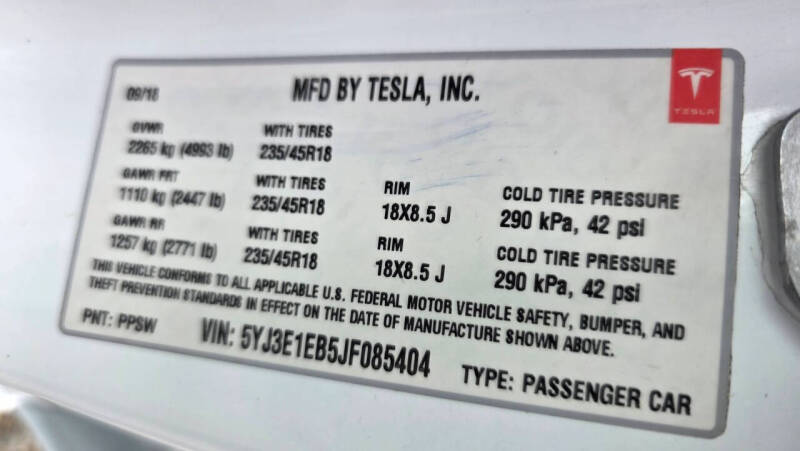 09/18 MFD BY TESLA, INC.
TESLA
GVWR WITH TIRES
2265 kg (4993 lb) 235/45R18
GAWR FRT WITH TIRES RIM COLD TIRE PRESSURE
1110 kg (2447 lb) 235/45R18 18X8.5 J 290 kPa, 42 psi
GAWR RR WITH TIRES RIM COLD TIRE PRESSURE
1257 kg (2771 lb) 235/45R18 18X8.5 J 290 kPa, 42 psi
THIS VEHICLE CONFORMS TO ALL APPLICABLE U.S. FEDERAL MOTOR VEHICLE SAFETY, BUMPER, AND
THEFT PREVENTION STANDARDS IN EFFECT ON THE DATE OF MANUFACTURE SHOWN ABOVE.
PNT: PPSW VIN: 5YJ3E1EB5JF085404 TYPE: PASSENGER CAR